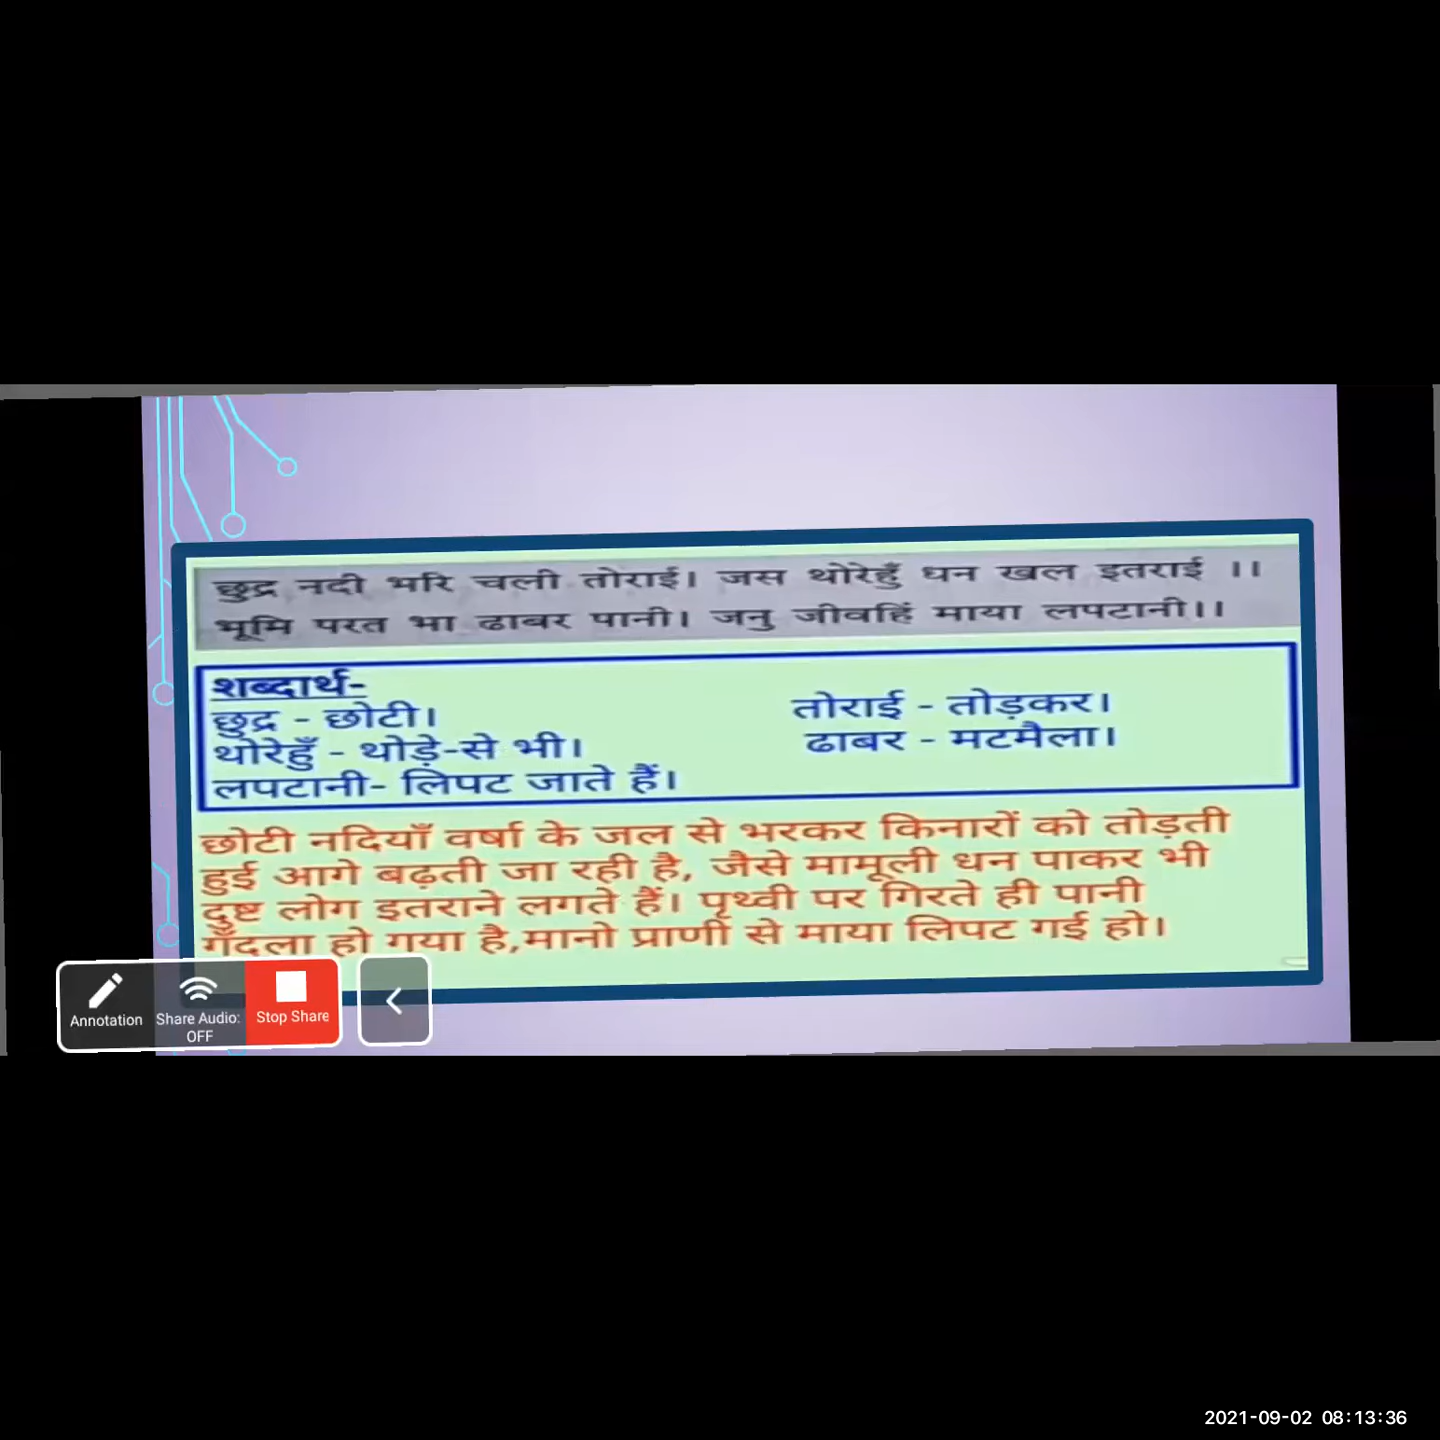 छुद्र नदी भरि चली तोराई। जस थोरेहुँ धन खल इतराई ।।
भूमि परत भा ढाबर पानी। जनु जीवहिं माया लपटानी।।
शब्दार्थ-
छुद्र - छोटी।
तोराई - तोड़कर।
थोरेहुँ - थोड़े-से भी।
ढाबर - मटमैला।
लपटानी- लिपट जाते हैं।
छोटी नदियाँ वर्षा के जल से भरकर किनारों को तोड़ती
हुई आगे बढ़ती जा रही है, जैसे मामूली धन पाकर भी
दुष्ट लोग इतराने लगते हैं। पृथ्वी पर गिरते ही पानी
गँदला हो गया है,मानो प्राणी से माया लिपट गई हो।
Annotation
Share Audio:
OFF
Stop Share
2021-09-02 08:13:36